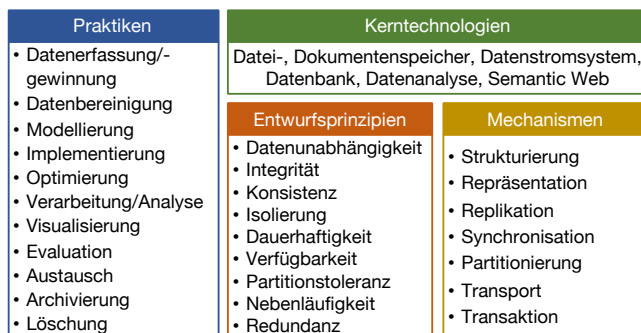 Praktiken
• Datenerfassung/-
gewinnung
• Datenbereinigung
• Modellierung
• Implementierung
• Optimierung
• Verarbeitung/Analyse
• Visualisierung
• Evaluation
• Austausch
• Archivierung
• Löschung
Kerntechnologien
Datei-, Dokumentenspeicher, Datenstromsystem,
Datenbank, Datenanalyse, Semantic Web
Entwurfsprinzipien
• Datenunabhängigkeit
• Integrität
• Konsistenz
• Isolierung
• Dauerhaftigkeit
• Verfügbarkeit
• Partitionstoleranz
• Nebenläufigkeit
• Redundanz
Mechanismen
• Strukturierung
• Repräsentation
• Replikation
• Synchronisation
• Partitionierung
• Transport
• Transaktion